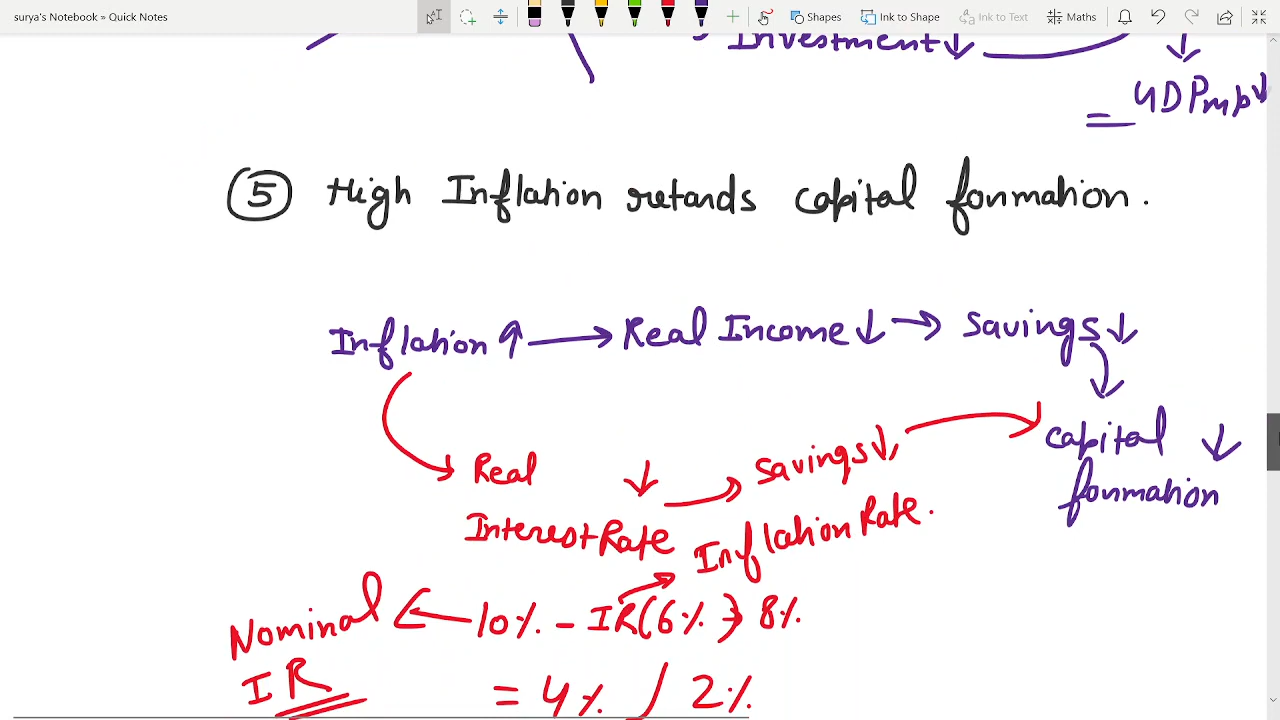 surya's Notebook » Quick Notes
Shapes Ink to Shape Ink to Text Maths
Investment ↓ ↓
= GDPmp ↓
⑤ High Inflation retards capital formation.
Inflation ↑ → Real Income ↓ → Savings ↓
capital ↓
formation
Real ↓ → Savings ↓
Interest Rate Inflation Rate.
Nominal ← 10% - IR (6% → 8%
IR = 4% / 2%